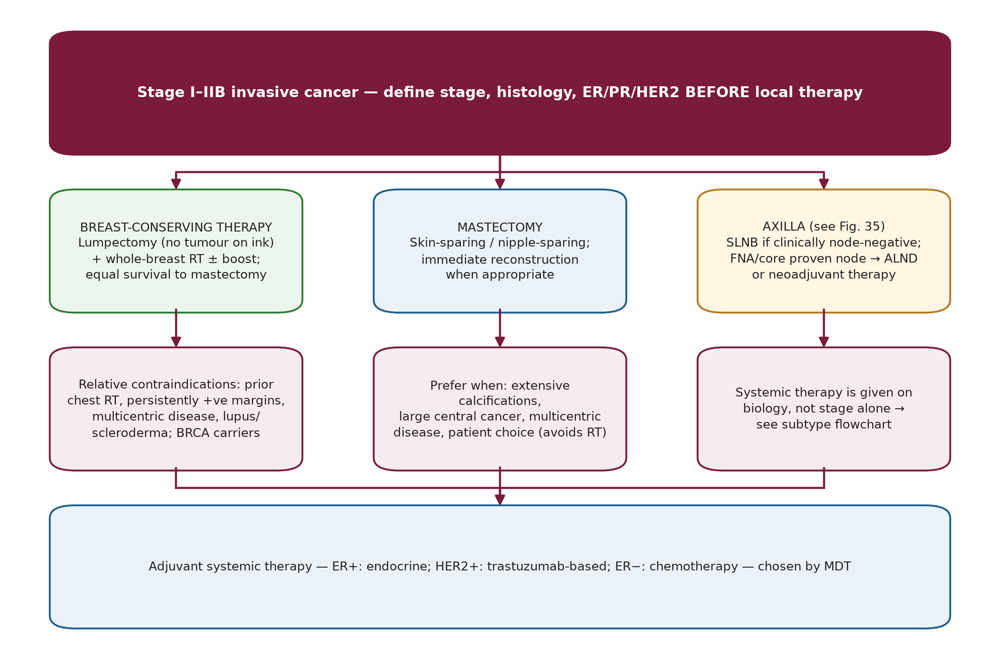 Stage I–IIB invasive cancer — define stage, histology, ER/PR/HER2 BEFORE local therapy
BREAST-CONSERVING THERAPY
Lumpectomy (no tumour on ink)
+ whole-breast RT ± boost;
equal survival to mastectomy
MASTECTOMY
Skin-sparing / nipple-sparing;
immediate reconstruction
when appropriate
AXILLA (see Fig. 35)
SLNB if clinically node-negative;
FNA/core proven node → ALND
or neoadjuvant therapy
Relative contraindications: prior
chest RT, persistently +ve margins,
multicentric disease, lupus/
scleroderma; BRCA carriers
Prefer when: extensive
calcifications,
large central cancer, multicentric
disease, patient choice (avoids RT)
Systemic therapy is given on
biology, not stage alone →
see subtype flowchart
Adjuvant systemic therapy — ER+: endocrine; HER2+: trastuzumab-based; ER−: chemotherapy — chosen by MDT